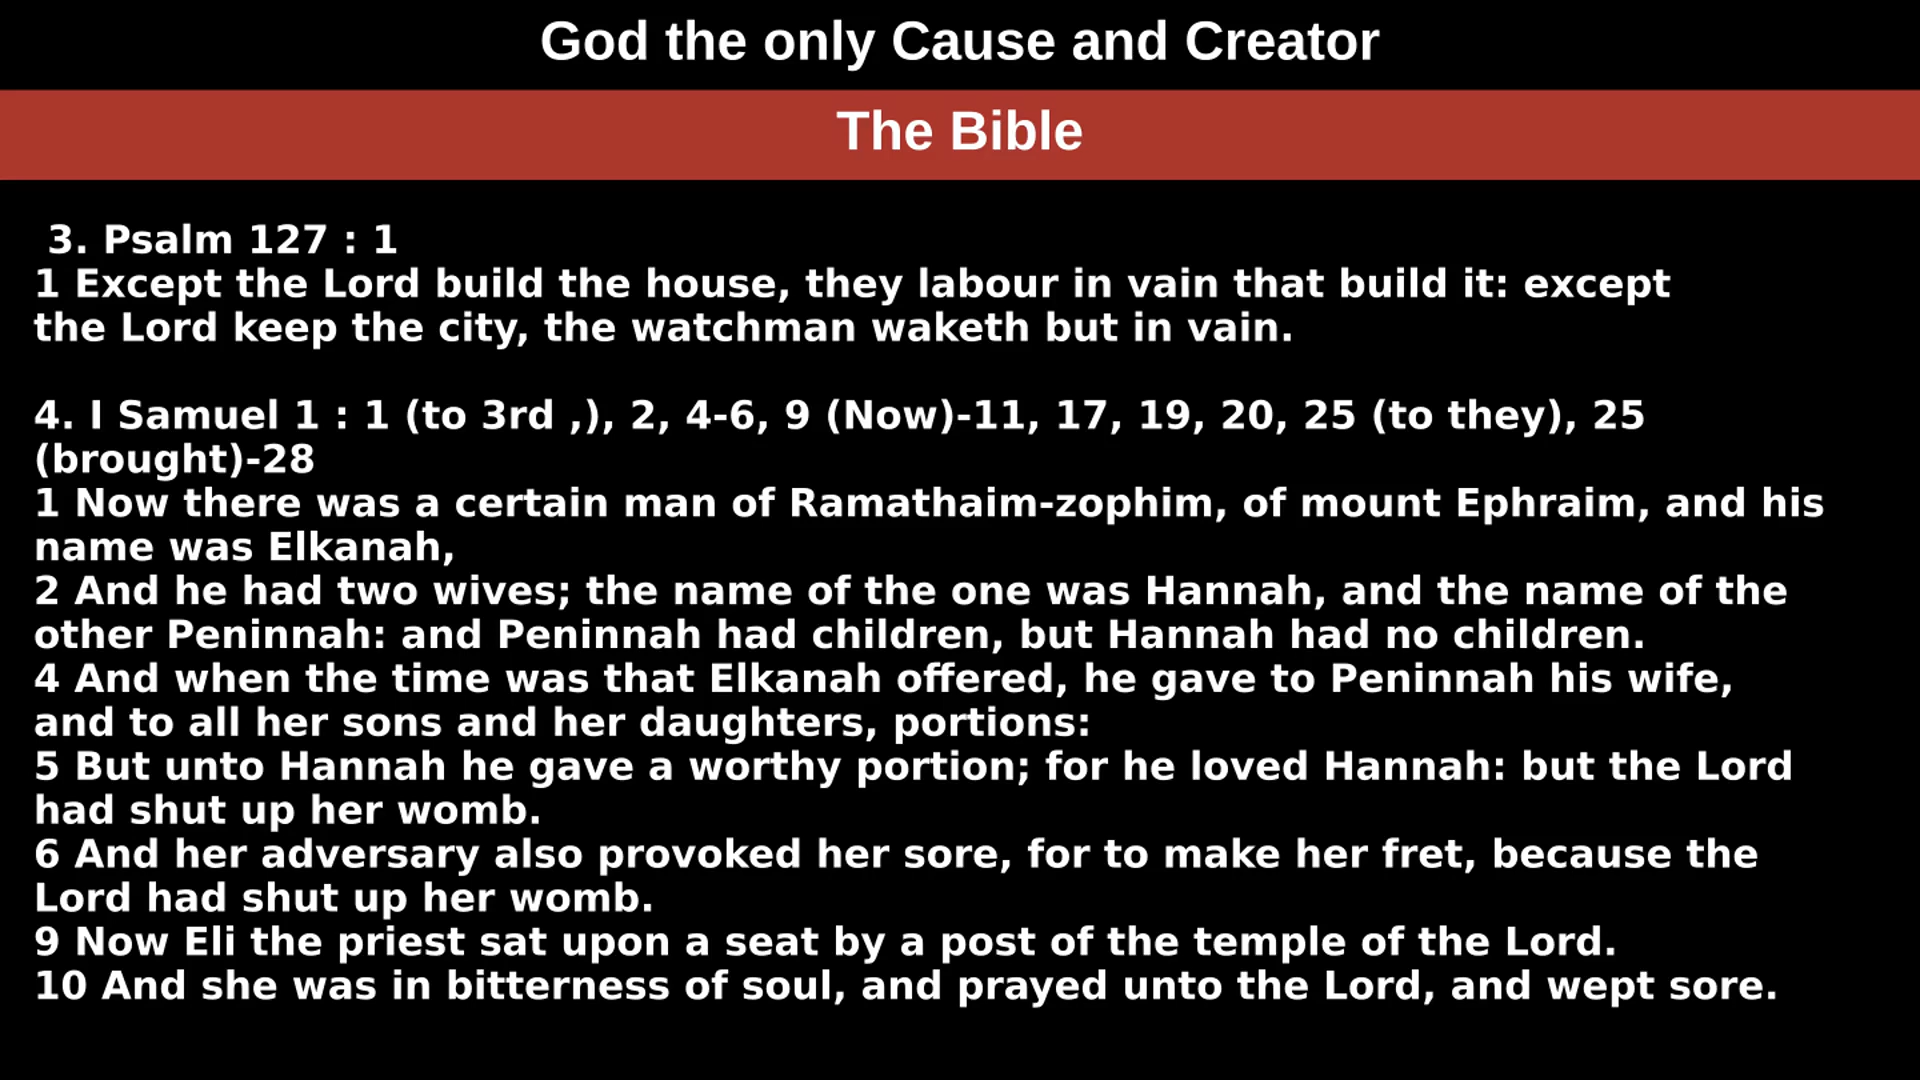 God the only Cause and Creator
The Bible
3. Psalm 127 : 1
1 Except the Lord build the house, they labour in vain that build it: except
the Lord keep the city, the watchman waketh but in vain.
4. I Samuel 1 : 1 (to 3rd ,), 2, 4-6, 9 (Now)-11, 17, 19, 20, 25 (to they), 25
(brought)-28
1 Now there was a certain man of Ramathaim-zophim, of mount Ephraim, and his
name was Elkanah,
2 And he had two wives; the name of the one was Hannah, and the name of the
other Peninnah: and Peninnah had children, but Hannah had no children.
4 And when the time was that Elkanah offered, he gave to Peninnah his wife,
and to all her sons and her daughters, portions:
5 But unto Hannah he gave a worthy portion; for he loved Hannah: but the Lord
had shut up her womb.
6 And her adversary also provoked her sore, for to make her fret, because the
Lord had shut up her womb.
9 Now Eli the priest sat upon a seat by a post of the temple of the Lord.
10 And she was in bitterness of soul, and prayed unto the Lord, and wept sore.